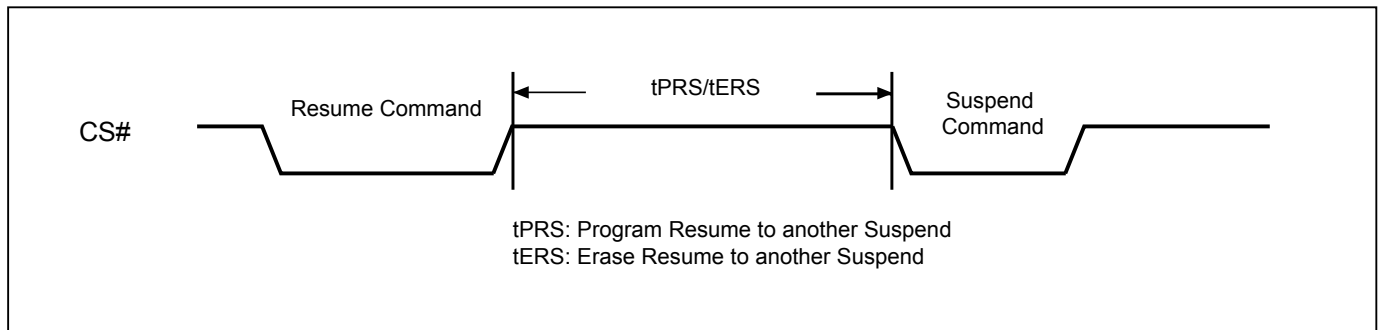 tPRS/tERS
Resume Command
Suspend
Command
CS#
tPRS: Program Resume to another Suspend
tERS: Erase Resume to another Suspend